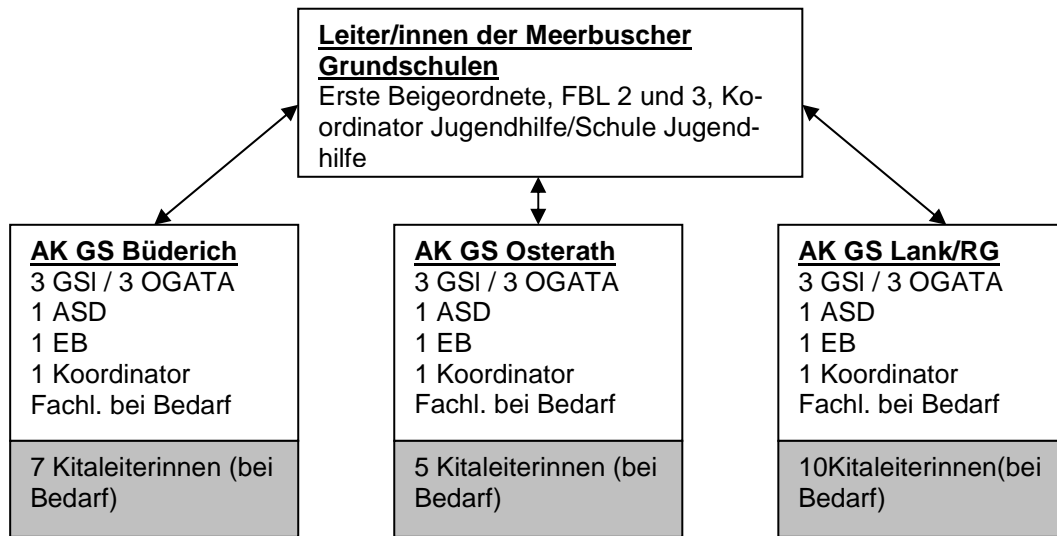 Leiter/innen der Meerbuscher
Grundschulen
Erste Beigeordnete, FBL 2 und 3, Ko-
ordinator Jugendhilfe/Schule Jugend-
hilfe
AK GS Büderich
3 GSl / 3 OGATA
1 ASD
1 EB
1 Koordinator
Fachl. bei Bedarf
7 Kitaleiterinnen (bei
Bedarf)
AK GS Osterath
3 GSl / 3 OGATA
1 ASD
1 EB
1 Koordinator
Fachl. bei Bedarf
5 Kitaleiterinnen (bei
Bedarf)
AK GS Lank/RG
3 GSl / 3 OGATA
1 ASD
1 EB
1 Koordinator
Fachl. bei Bedarf
10Kitaleiterinnen(bei
Bedarf)